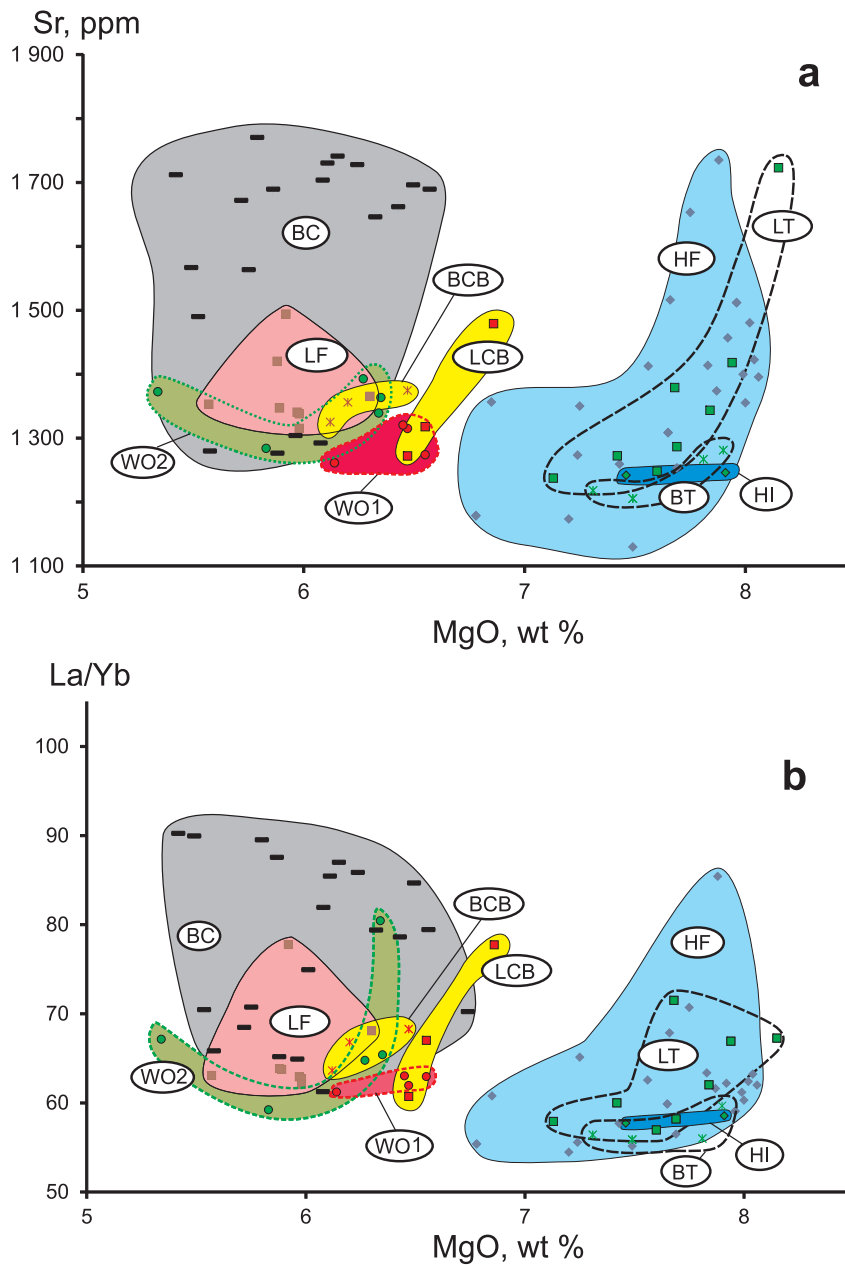 Sr, ppm
1 900
a
1 700
LT
BC
HF
BCB
1 500
LF
LCB
1 300
WO2
WO1
BT
HI
1 100
5
6
7
8
MgO, wt %
La/Yb
100
b
90
BCB
80
BC
HF
LCB
70
LF
LT
WO2
60
WO1
HI
BT
50
5
6
7
8
MgO, wt %